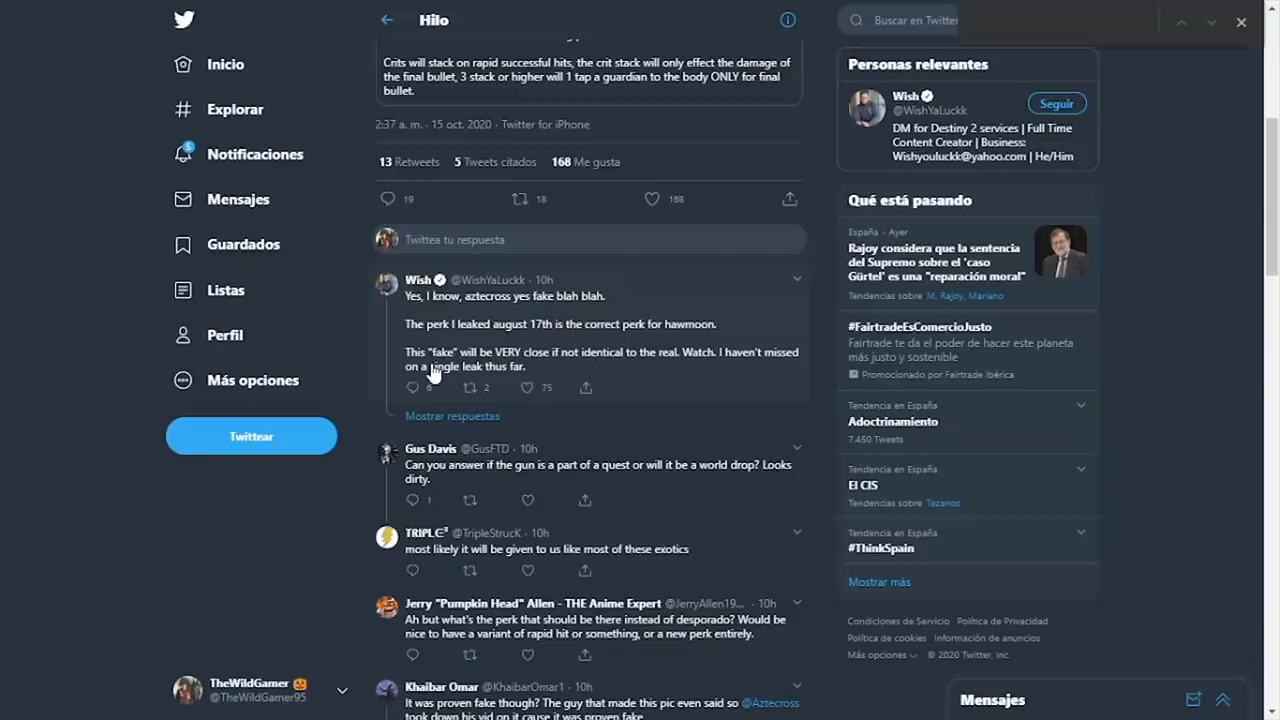 Hilo
Buscar en Twitter
Inicio
Explorar
5
Notificaciones
Mensajes
Guardados
Listas
Perfil
Más opciones
Twittear
TheWildGamer
@TheWildGamer95
Crits will stack on rapid successful hits, the crit stack will only effect the damage of
the final bullet, 3 stack or higher will 1 tap a guardian to the body ONLY for final
bullet.
2:37 a. m. · 15 oct. 2020 · Twitter for iPhone
13 Retweets 5 Tweets citados 168 Me gusta
19 18 168
Twittea tu respuesta
Wish @WishYaLuckk · 10h
Yes, I know, aztecross yes fake blah blah.
The perk I leaked august 17th is the correct perk for hawmoon.
This "fake" will be VERY close if not identical to the real. Watch. I haven't missed
on a single leak thus far.
6 2 75
Mostrar respuestas
Gus Davis @GusFTD · 10h
Can you answer if the gun is a part of a quest or will it be a world drop? Looks
dirty.
1
TRIPLC³ @TripleStrucK · 10h
most likely it will be given to us like most of these exotics
Jerry "Pumpkin Head" Allen - THE Anime Expert @JerryAllen19... · 10h
Ah but what's the perk that should be there instead of desporado? Would be
nice to have a variant of rapid hit or something, or a new perk entirely.
Khaibar Omar @KhaibarOmar1 · 10h
It was proven fake though? The guy that made this pic even said so @Aztecross
took down his vid on it cause it was proven fake
Personas relevantes
Wish
@WishYaLuckk
Seguir
DM for Destiny 2 services | Full Time
Content Creator | Business:
Wishyouluckk@yahoo.com | He/Him
Qué está pasando
España · Ayer
Rajoy considera que la sentencia
del Supremo sobre el 'caso
Gürtel' es una "reparación moral"
Tendencias sobre M. Rajoy, Mariano
#FairtradeEsComercioJusto
Fairtrade te da el poder de hacer este planeta
más justo y sostenible
Promocionado por Fairtrade Ibérica
Tendencia en España
Adoctrinamiento
7.450 Tweets
Tendencia en España
El CIS
Tendencias sobre Tezanos
Tendencia en España
#ThinkSpain
Mostrar más
Condiciones de Servicio Política de Privacidad
Política de cookies Información de anuncios
Más opciones © 2020 Twitter, Inc.
Mensajes